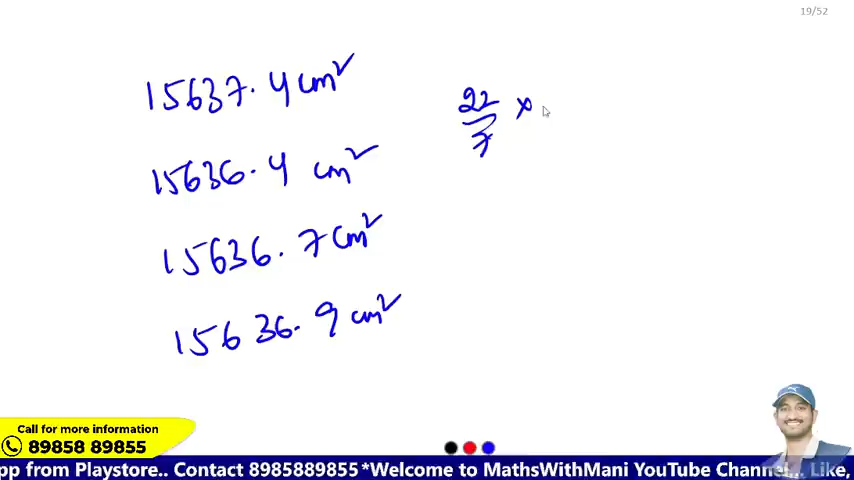 19/52
15637.4 cm²
22/7 ×
15636.4 cm²
15636.7 cm²
15636.9 cm²
Call for more information
89858 89855
pp from Playstore.. Contact 8985889855*Welcome to MathsWithMani YouTube Channel... Like,